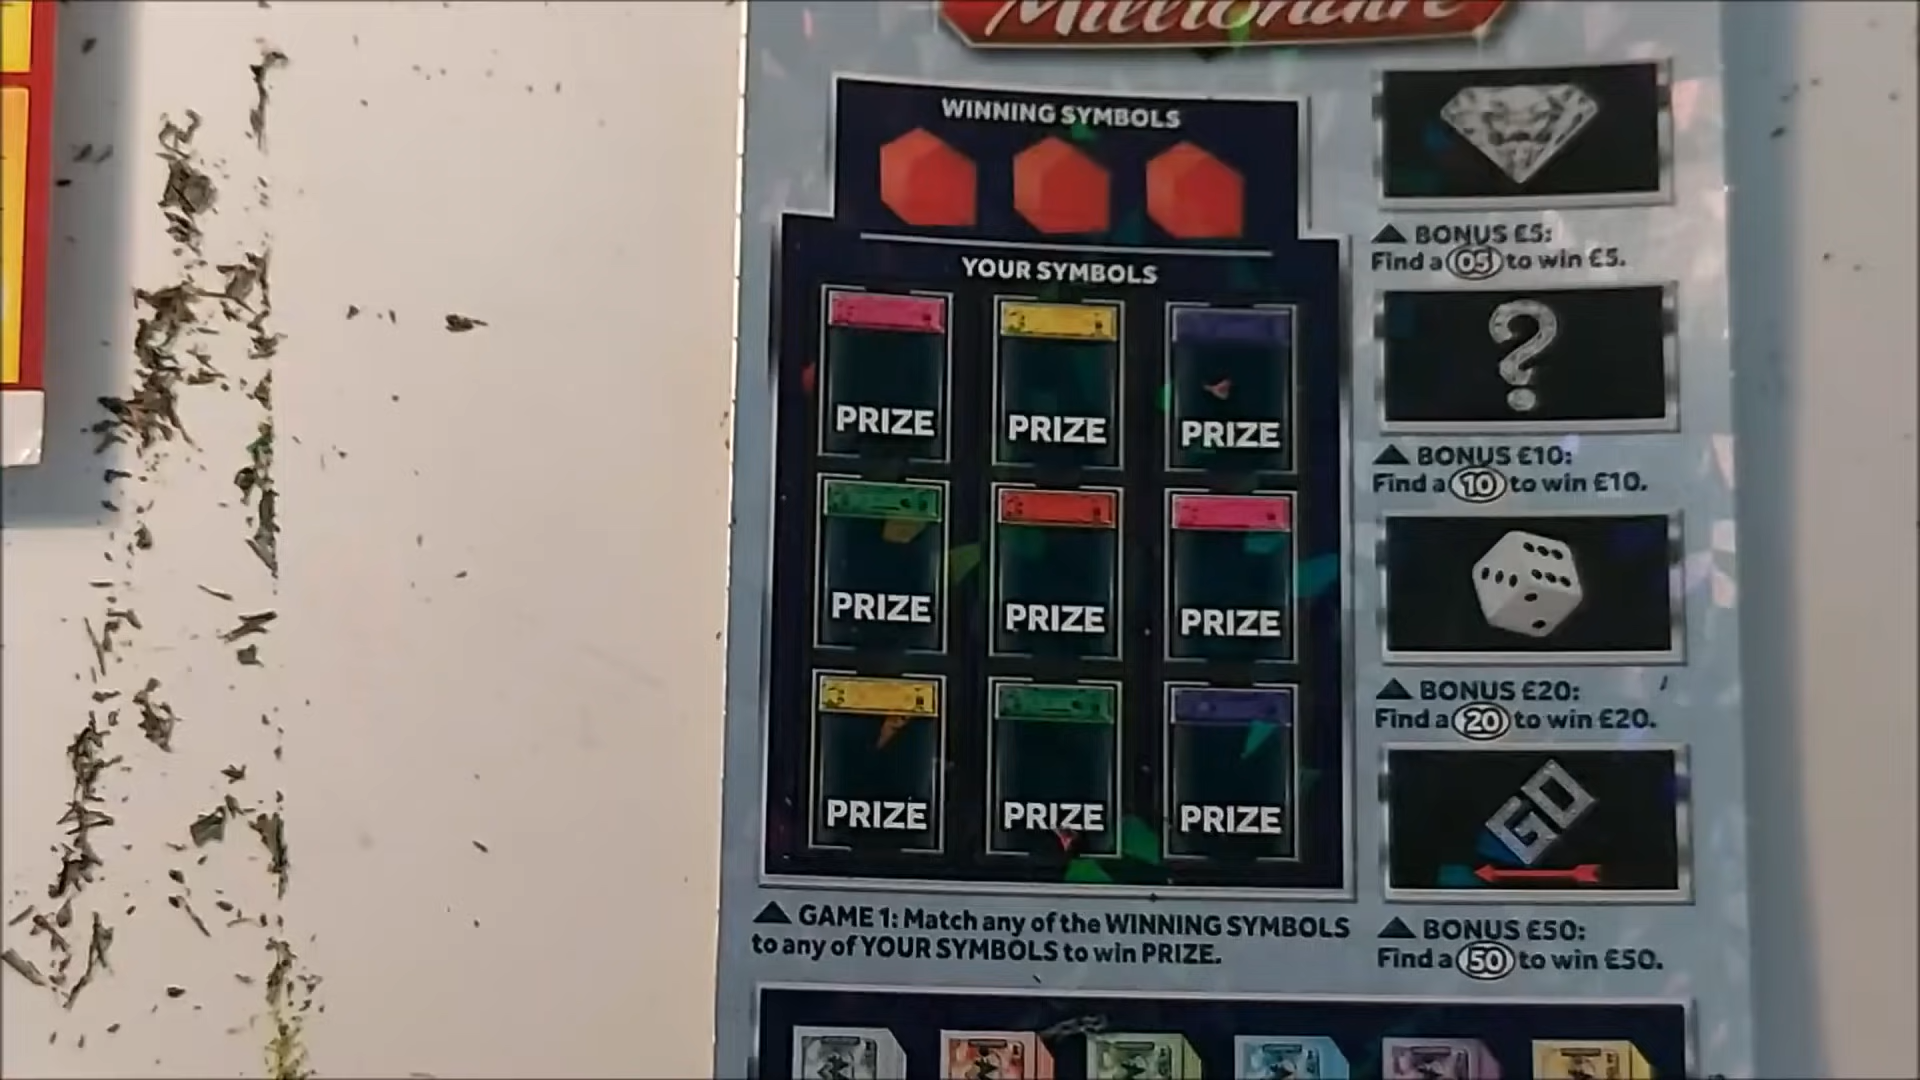 Millionaire
WINNING SYMBOLS
YOUR SYMBOLS
PRIZE PRIZE PRIZE
PRIZE PRIZE PRIZE
PRIZE PRIZE PRIZE
GAME 1: Match any of the WINNING SYMBOLS
to any of YOUR SYMBOLS to win PRIZE.
BONUS £5:
Find a 05 to win £5.
?
BONUS £10:
Find a 10 to win £10.
BONUS £20:
Find a 20 to win £20.
GO
BONUS £50:
Find a 50 to win £50.